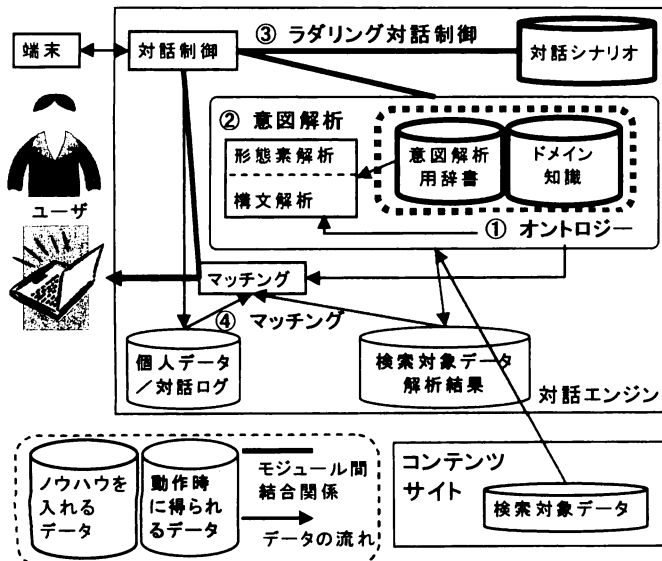 端末
対話制御
③ ラダリング対話制御
対話シナリオ
② 意図解析
形態素解析
構文解析
意図解析
用辞書
ドメイン
知識
① オントロジー
ユーザ
マッチング
④
マッチング
個人データ
／対話ログ
検索対象データ
解析結果
対話エンジン
ノウハウを
入れる
データ
動作時
に得られ
るデータ
モジュール間
結合関係
データの流れ
コンテンツ
サイト
検索対象データ